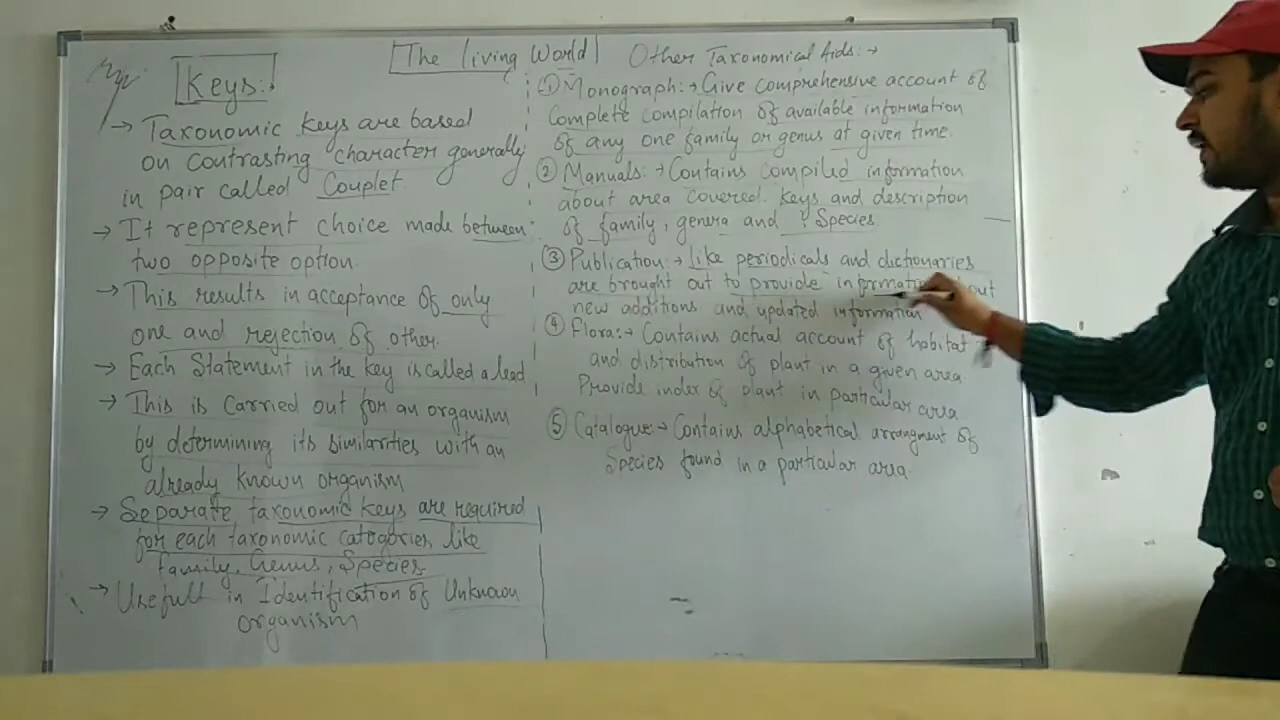 The Living World
Keys:→
→ Taxonomic keys are based
on contrasting character generally
in pair called Couplet
→ It represent choice made between
two opposite option
→ This results in acceptance of only
one and rejection of other.
→ Each Statement in the key is called a lead
→ This is carried out for an organism
by determining its similarities with an
already known organism
→ Separate taxonomic keys are required
for each taxonomic catogories like
family, Genus, Species
→ Usefull in Identification of Unknown
organism
Other Taxonomical Aids:→
① Monograph:→ Give comprehensive account of
Complete compilation of available information
of any one family or genus at given time.
② Manuals:→ Contains compiled information
about area covered. Keys and description
of family, genera and Species
③ Publication:→ like periodicals and dictionaries
are brought out to provide
new additions and updated information
④ Flora:→ Contains actual account of habitat
and distribution of plant in a given area
Provide index of plant in particular area
⑤ Catalogue:→ Contains alphabetical arrangment of
Species found in a particular area.